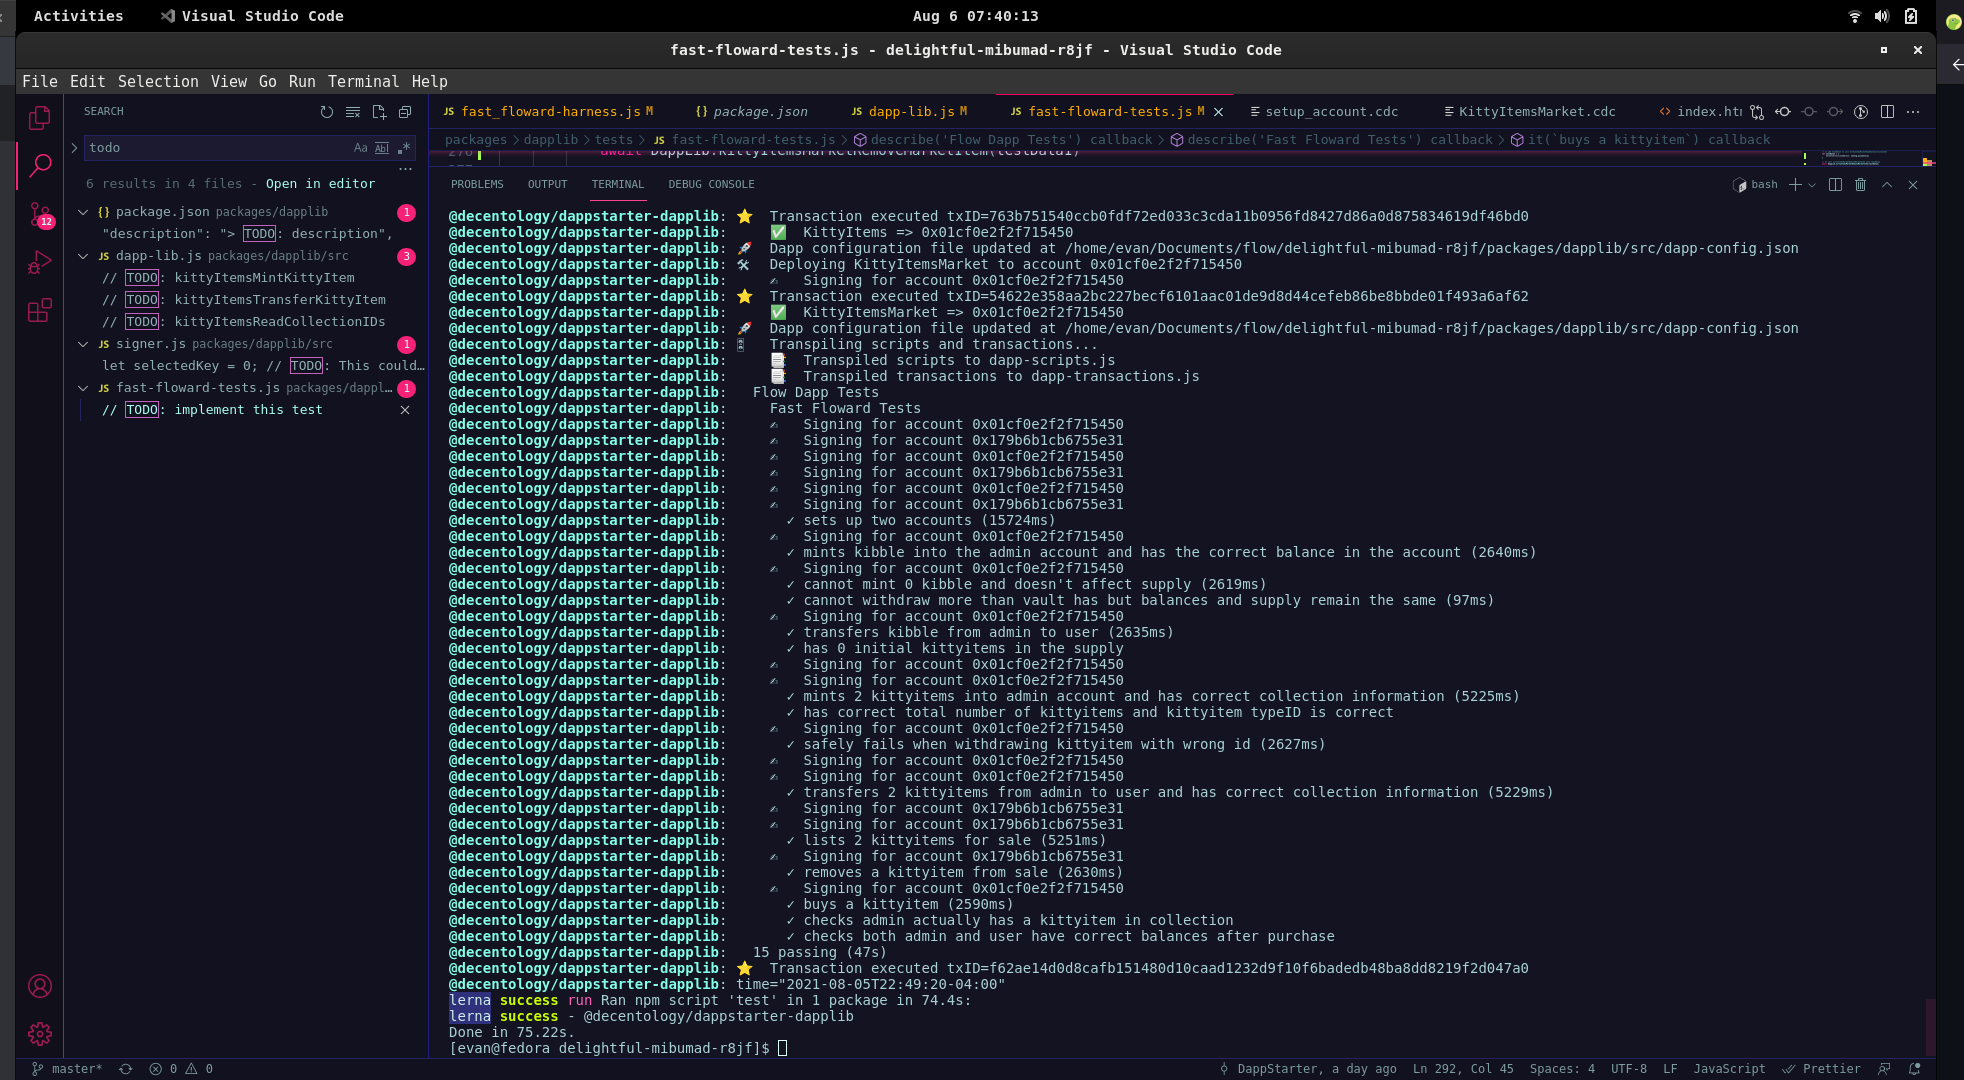 Activities Visual Studio Code Aug 6 07:40:13
fast-floward-tests.js - delightful-mibumad-r8jf - Visual Studio Code
File Edit Selection View Go Run Terminal Help
SEARCH
todo Aa Abl .*
6 results in 4 files - Open in editor
{} package.json packages/dapplib 1
"description": "> TODO: description",
JS dapp-lib.js packages/dapplib/src 3
// TODO: kittyItemsMintKittyItem
// TODO: kittyItemsTransferKittyItem
// TODO: kittyItemsReadCollectionIDs
JS signer.js packages/dapplib/src 1
let selectedKey = 0; // TODO: This could…
JS fast-floward-tests.js packages/dappl… 1
// TODO: implement this test
12
JS fast_floward-harness.js M {} package.json JS dapp-lib.js M JS fast-floward-tests.js M setup_account.cdc KittyItemsMarket.cdc <> index.htm
packages > dapplib > tests > JS fast-floward-tests.js > describe('Flow Dapp Tests') callback > describe('Fast Floward Tests') callback > it(`buys a kittyitem`) callback
276 await DappLib.kittyItemsMarketRemoveMarketItem(testData1)
PROBLEMS OUTPUT TERMINAL DEBUG CONSOLE bash
@decentology/dappstarter-dapplib: ⭐ Transaction executed txID=763b751540ccb0fdf72ed033c3cda11b0956fd8427d86a0d875834619df46bd0
@decentology/dappstarter-dapplib: ✅ KittyItems => 0x01cf0e2f2f715450
@decentology/dappstarter-dapplib: 🚀 Dapp configuration file updated at /home/evan/Documents/flow/delightful-mibumad-r8jf/packages/dapplib/src/dapp-config.json
@decentology/dappstarter-dapplib: 🛠 Deploying KittyItemsMarket to account 0x01cf0e2f2f715450
@decentology/dappstarter-dapplib: ✍ Signing for account 0x01cf0e2f2f715450
@decentology/dappstarter-dapplib: ⭐ Transaction executed txID=54622e358aa2bc227becf6101aac01de9d8d44cefeb86be8bbde01f493a6af62
@decentology/dappstarter-dapplib: ✅ KittyItemsMarket => 0x01cf0e2f2f715450
@decentology/dappstarter-dapplib: 🚀 Dapp configuration file updated at /home/evan/Documents/flow/delightful-mibumad-r8jf/packages/dapplib/src/dapp-config.json
@decentology/dappstarter-dapplib: 🎛 Transpiling scripts and transactions...
@decentology/dappstarter-dapplib: 📑 Transpiled scripts to dapp-scripts.js
@decentology/dappstarter-dapplib: 📑 Transpiled transactions to dapp-transactions.js
@decentology/dappstarter-dapplib: Flow Dapp Tests
@decentology/dappstarter-dapplib: Fast Floward Tests
@decentology/dappstarter-dapplib: ✍ Signing for account 0x01cf0e2f2f715450
@decentology/dappstarter-dapplib: ✍ Signing for account 0x179b6b1cb6755e31
@decentology/dappstarter-dapplib: ✍ Signing for account 0x01cf0e2f2f715450
@decentology/dappstarter-dapplib: ✍ Signing for account 0x179b6b1cb6755e31
@decentology/dappstarter-dapplib: ✍ Signing for account 0x01cf0e2f2f715450
@decentology/dappstarter-dapplib: ✍ Signing for account 0x179b6b1cb6755e31
@decentology/dappstarter-dapplib: ✓ sets up two accounts (15724ms)
@decentology/dappstarter-dapplib: ✍ Signing for account 0x01cf0e2f2f715450
@decentology/dappstarter-dapplib: ✓ mints kibble into the admin account and has the correct balance in the account (2640ms)
@decentology/dappstarter-dapplib: ✍ Signing for account 0x01cf0e2f2f715450
@decentology/dappstarter-dapplib: ✓ cannot mint 0 kibble and doesn't affect supply (2619ms)
@decentology/dappstarter-dapplib: ✓ cannot withdraw more than vault has but balances and supply remain the same (97ms)
@decentology/dappstarter-dapplib: ✍ Signing for account 0x01cf0e2f2f715450
@decentology/dappstarter-dapplib: ✓ transfers kibble from admin to user (2635ms)
@decentology/dappstarter-dapplib: ✓ has 0 initial kittyitems in the supply
@decentology/dappstarter-dapplib: ✍ Signing for account 0x01cf0e2f2f715450
@decentology/dappstarter-dapplib: ✍ Signing for account 0x01cf0e2f2f715450
@decentology/dappstarter-dapplib: ✓ mints 2 kittyitems into admin account and has correct collection information (5225ms)
@decentology/dappstarter-dapplib: ✓ has correct total number of kittyitems and kittyitem typeID is correct
@decentology/dappstarter-dapplib: ✍ Signing for account 0x01cf0e2f2f715450
@decentology/dappstarter-dapplib: ✓ safely fails when withdrawing kittyitem with wrong id (2627ms)
@decentology/dappstarter-dapplib: ✍ Signing for account 0x01cf0e2f2f715450
@decentology/dappstarter-dapplib: ✍ Signing for account 0x01cf0e2f2f715450
@decentology/dappstarter-dapplib: ✓ transfers 2 kittyitems from admin to user and has correct collection information (5229ms)
@decentology/dappstarter-dapplib: ✍ Signing for account 0x179b6b1cb6755e31
@decentology/dappstarter-dapplib: ✍ Signing for account 0x179b6b1cb6755e31
@decentology/dappstarter-dapplib: ✓ lists 2 kittyitems for sale (5251ms)
@decentology/dappstarter-dapplib: ✍ Signing for account 0x179b6b1cb6755e31
@decentology/dappstarter-dapplib: ✓ removes a kittyitem from sale (2630ms)
@decentology/dappstarter-dapplib: ✍ Signing for account 0x01cf0e2f2f715450
@decentology/dappstarter-dapplib: ✓ buys a kittyitem (2590ms)
@decentology/dappstarter-dapplib: ✓ checks admin actually has a kittyitem in collection
@decentology/dappstarter-dapplib: ✓ checks both admin and user have correct balances after purchase
@decentology/dappstarter-dapplib: 15 passing (47s)
@decentology/dappstarter-dapplib: ⭐ Transaction executed txID=f62ae14d0d8cafb151480d10caad1232d9f10f6badedb48ba8dd8219f2d047a0
@decentology/dappstarter-dapplib: time="2021-08-05T22:49:20-04:00"
lerna success run Ran npm script 'test' in 1 package in 74.4s:
lerna success - @decentology/dappstarter-dapplib
Done in 75.22s.
[evan@fedora delightful-mibumad-r8jf]$
master* 0 0 DappStarter, a day ago Ln 292, Col 45 Spaces: 4 UTF-8 LF JavaScript Prettier